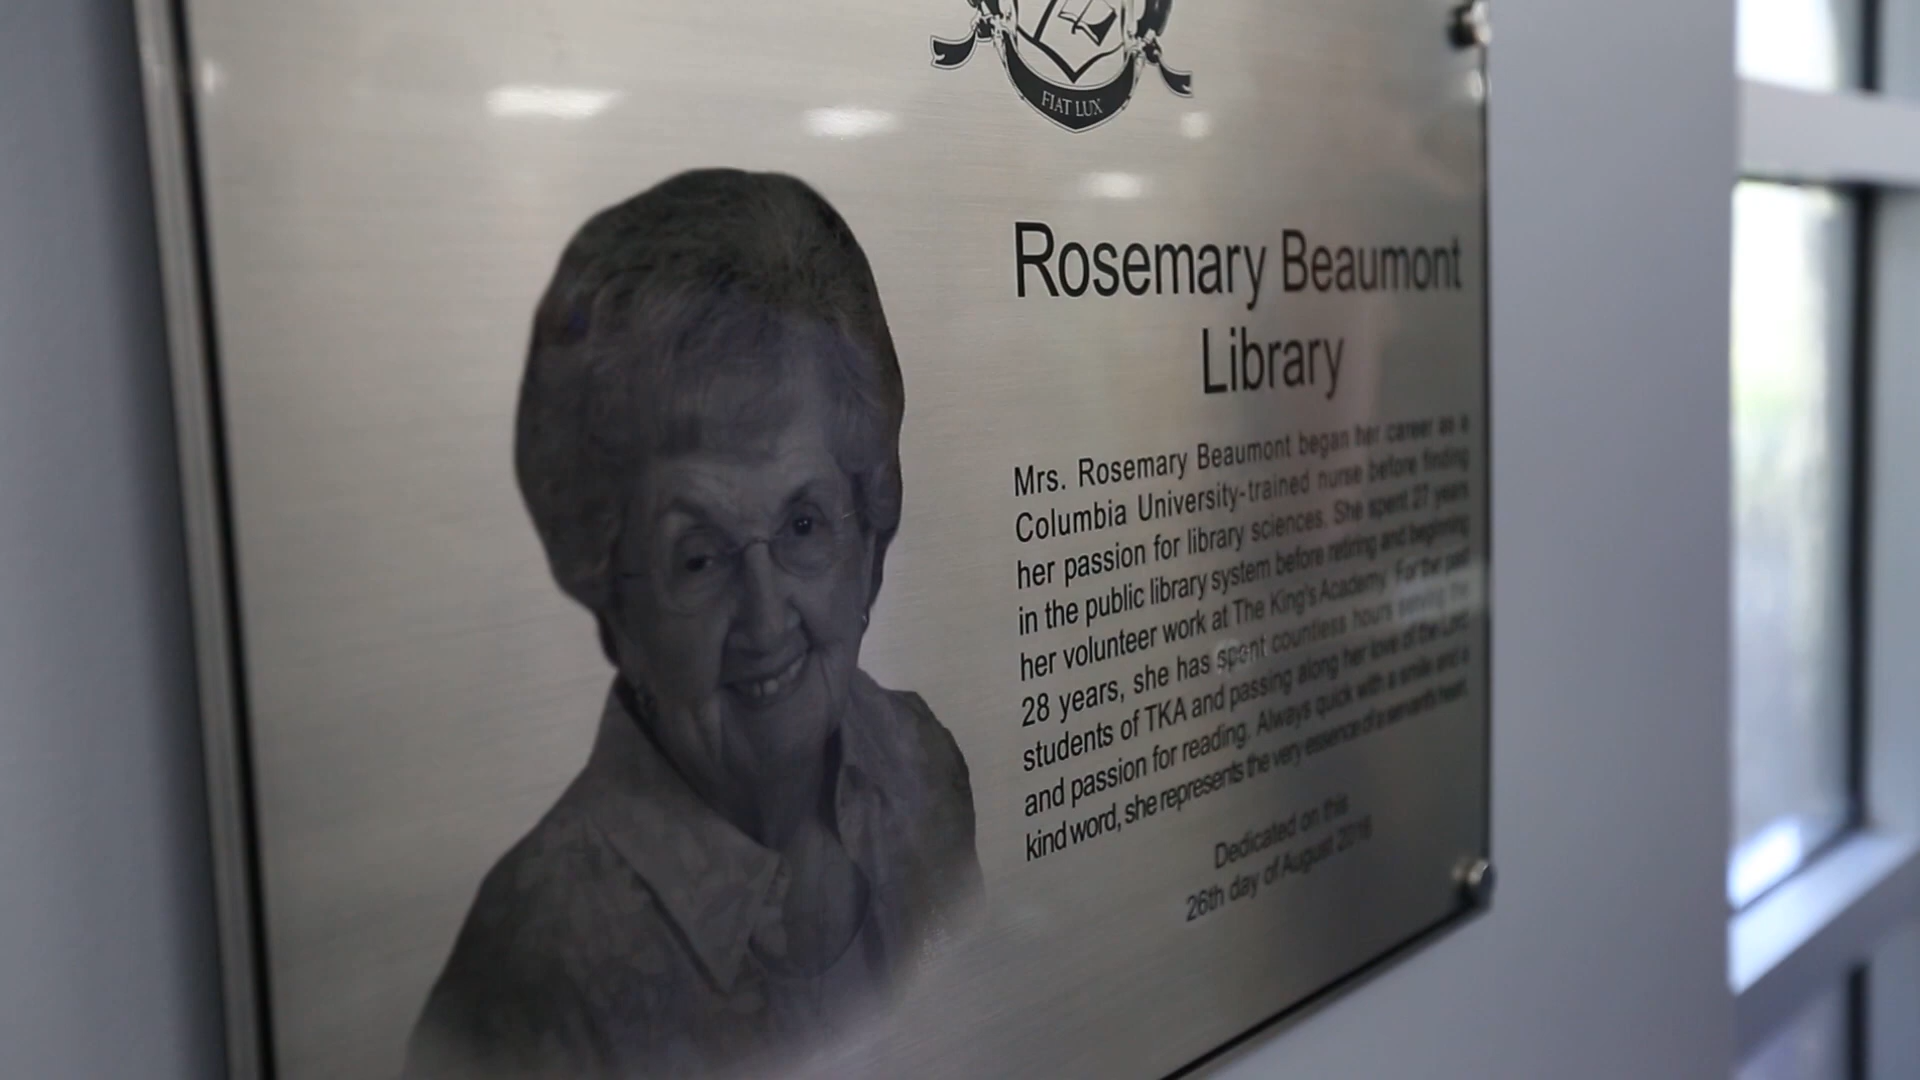 FIAT LUX
Rosemary Beaumont
Library
Mrs. Rosemary Beaumont began her career as a
Columbia University-trained nurse before finding
her passion for library sciences. She spent 27 years
in the public library system before retiring and beginning
her volunteer work at The King's Academy. For the past
28 years, she has spent countless hours serving the
students of TKA and passing along her love of the Lord
and passion for reading. Always quick with a smile and a
kind word, she represents the very essence of a servant's heart.
Dedicated on this
26th day of August 2016